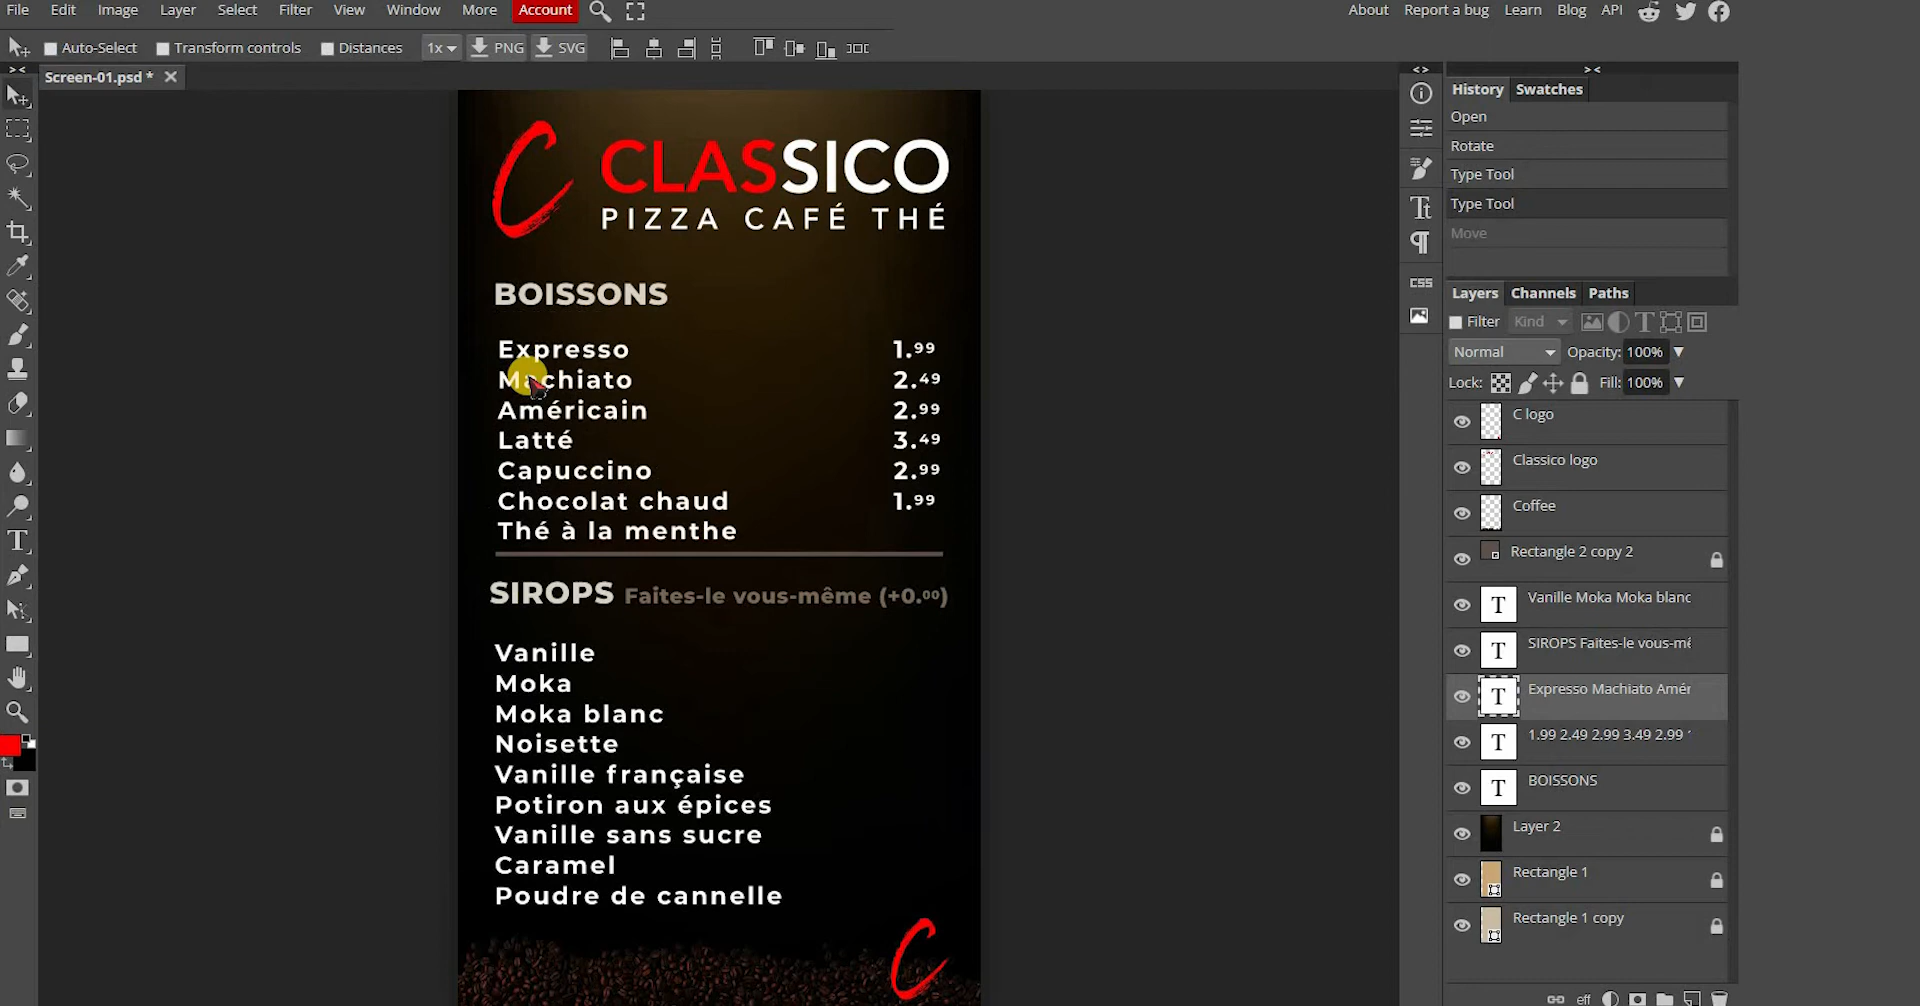 File Edit Image Layer Select Filter View Window More Account About Report a bug Learn Blog API
Auto-Select Transform controls Distances 1x PNG SVG
Screen-01.psd *
CLASSICO
PIZZA CAFÉ THÉ
BOISSONS
Expresso 1.99
Machiato 2.49
Américain 2.99
Latté 3.49
Capuccino 2.99
Chocolat chaud 1.99
Thé à la menthe
SIROPS Faites-le vous-même (+0.00)
Vanille
Moka
Moka blanc
Noisette
Vanille française
Potiron aux épices
Vanille sans sucre
Caramel
Poudre de cannelle
C
C
History Swatches
Open
Rotate
Type Tool
Type Tool
Move
CSS
Layers Channels Paths
Filter Kind
Normal Opacity: 100%
Lock: Fill: 100%
C logo
Classico logo
Coffee
Rectangle 2 copy 2
Vanille Moka Moka blanc
SIROPS Faites-le vous-mê
Expresso Machiato Amér
1.99 2.49 2.99 3.49 2.99
BOISSONS
Layer 2
Rectangle 1
Rectangle 1 copy
eff